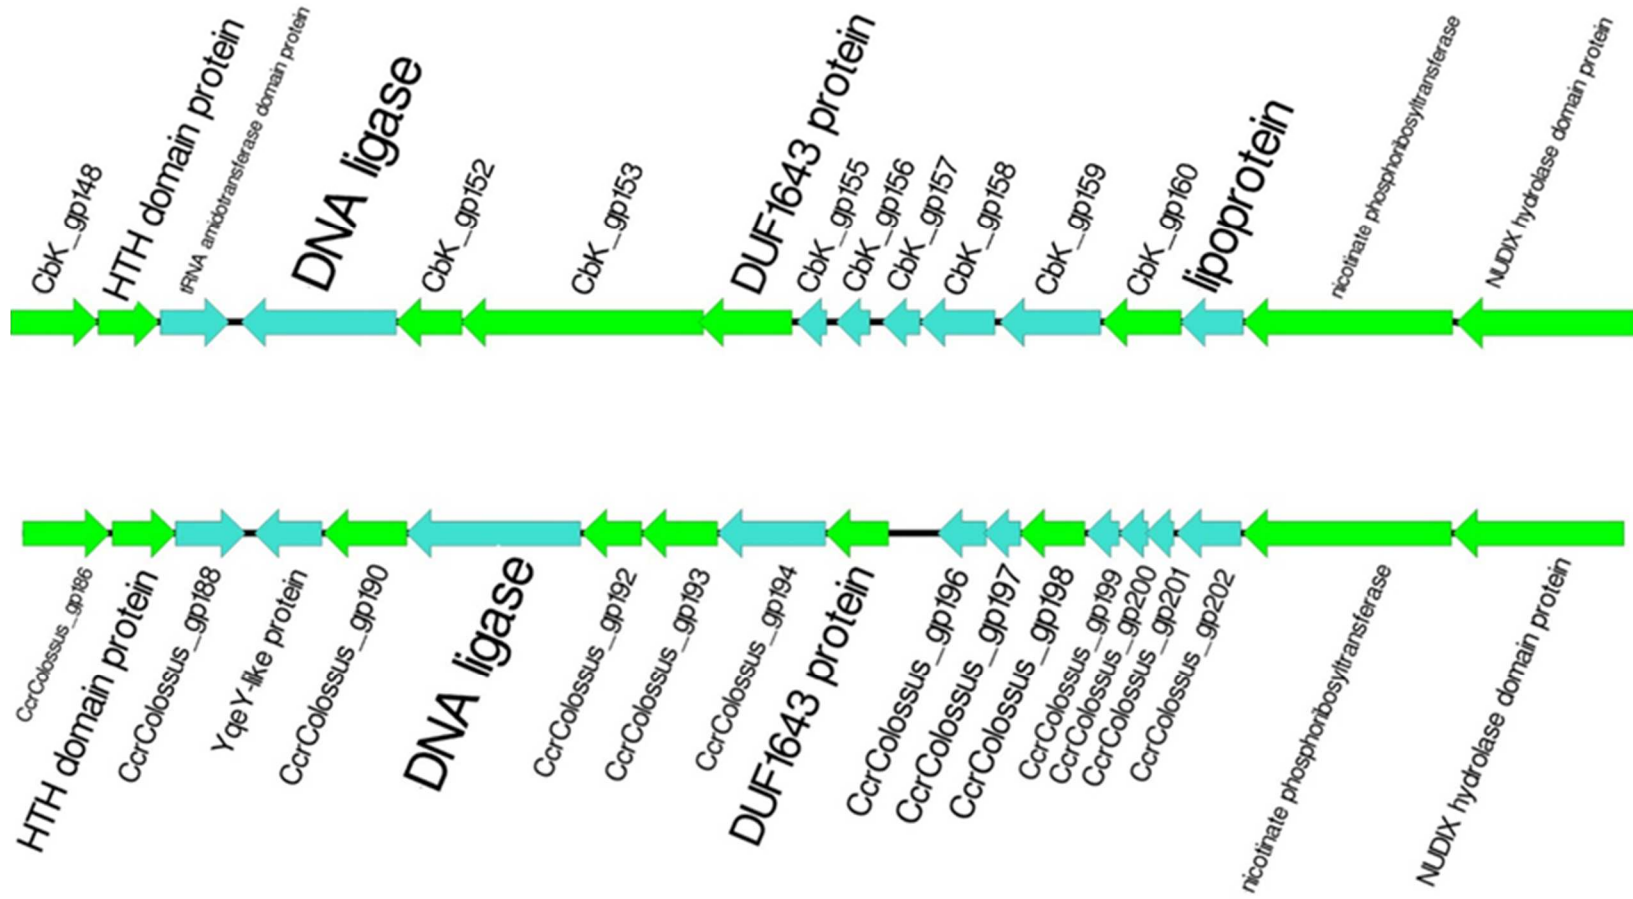 CbK_gp148
HTH domain protein
tRNA amidotransferase domain protein
DNA ligase
CbK_gp152
CbK_gp153
DUF1643 protein
CbK_gp155
CbK_gp156
CbK_gp157
CbK_gp158
CbK_gp159
CbK_gp160
lipoprotein
nicotinate phosphoribosyltransferase
NUDIX hydrolase domain protein
CcrColossus_gp186
HTH domain protein
CcrColossus_gp188
YqeY-like protein
CcrColossus_gp190
DNA ligase
CcrColossus_gp192
CcrColossus_gp193
CcrColossus_gp194
DUF1643 protein
CcrColossus_gp196
CcrColossus_gp197
CcrColossus_gp198
CcrColossus_gp199
CcrColossus_gp200
CcrColossus_gp201
CcrColossus_gp202
nicotinate phosphoribosyltransferase
NUDIX hydrolase domain protein